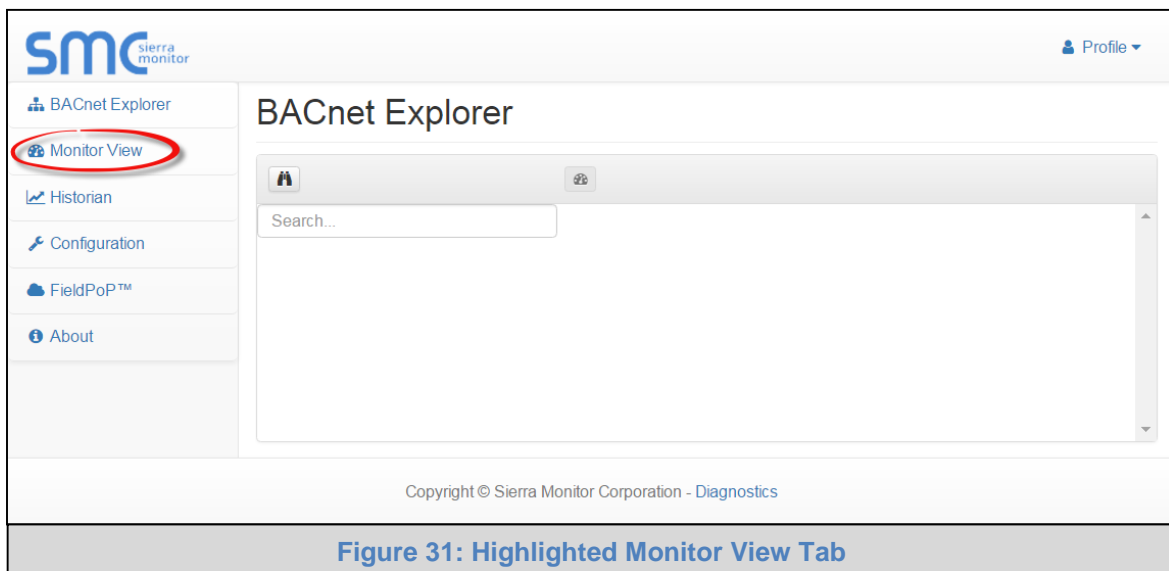 SMC sierra monitor
Profile
BACnet Explorer
Monitor View
Historian
Configuration
FieldPoP™
About
BACnet Explorer
Search...
Copyright © Sierra Monitor Corporation - Diagnostics
Figure 31: Highlighted Monitor View Tab